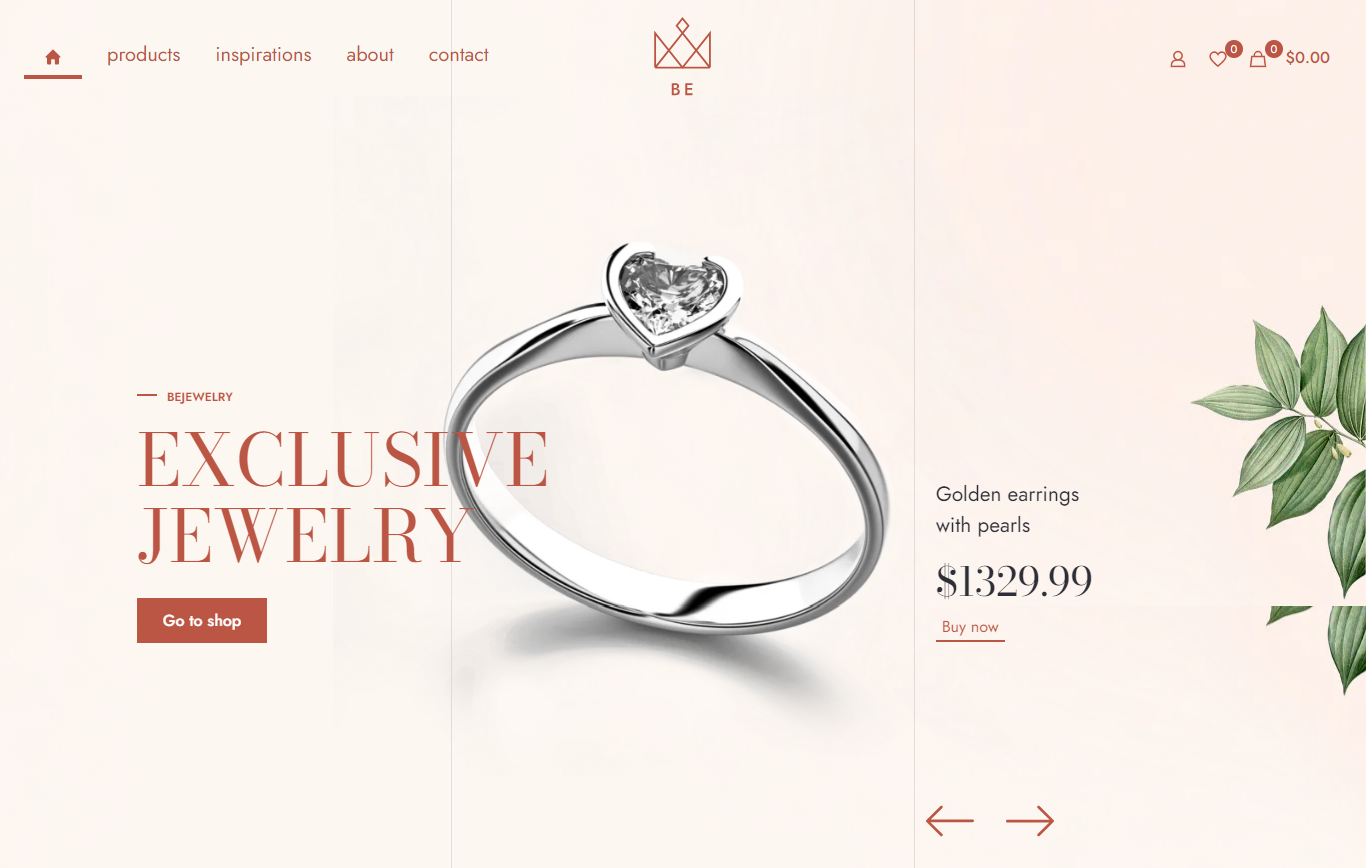 products
inspirations
about
contact
BE
0
0
$0.00
BEJEWELRY
EXCLUSIVE
JEWELRY
Go to shop
Golden earrings
with pearls
$1329.99
Buy now